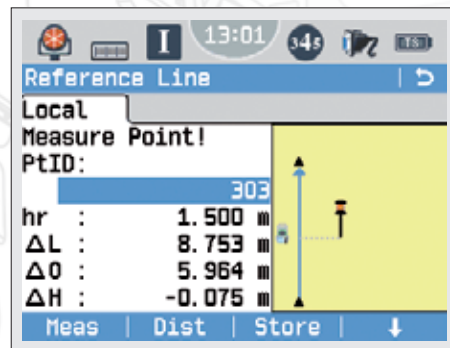 I 13:01 345 TS
Reference Line
Local
Measure Point!
PtID:
303
hr : 1.500 m
ΔL : 8.753 m
ΔO : 5.964 m
ΔH : -0.075 m
Meas | Dist | Store | ↓